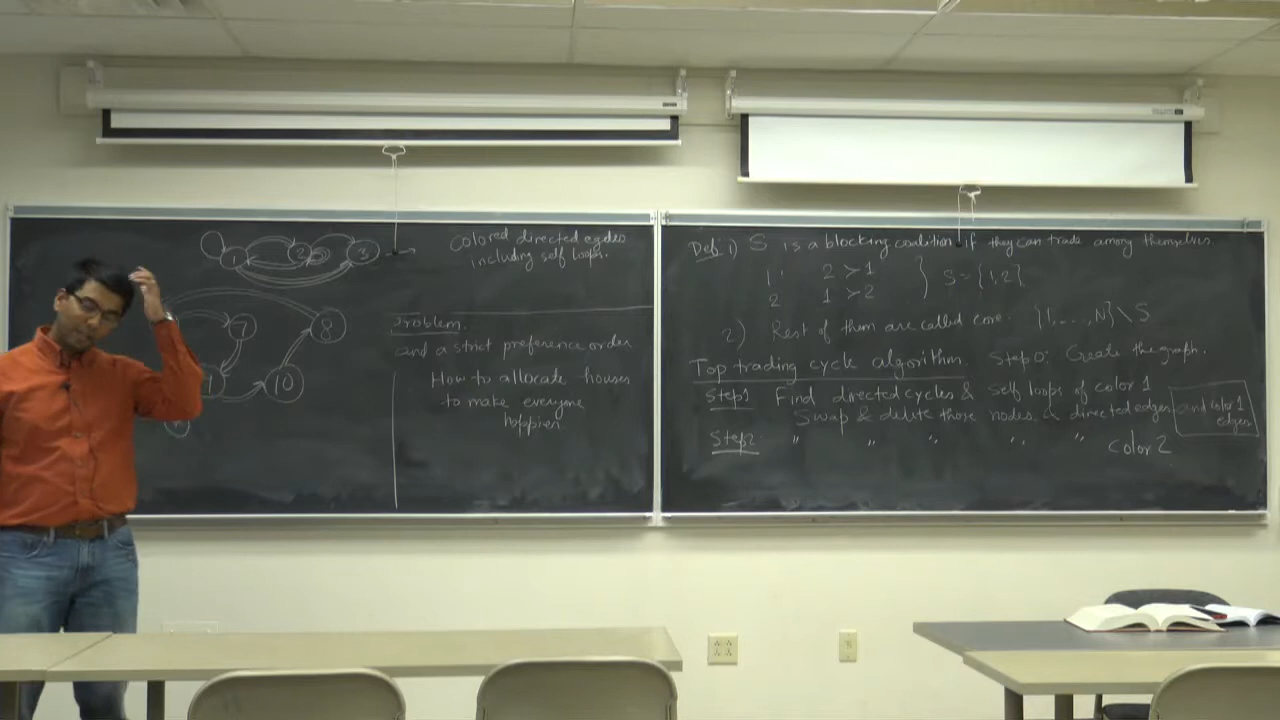 1 2 3
colored directed cycles
including self loops.
7 8
10
Problem.
and a strict preference order
How to allocate houses
to make everyone
happier
Def: 1) S is a blocking coalition if they can trade among themselves.
1: 2 > 1
2 1 > 2
} S = {1,2}
2) Rest of them are called core. {1,...,N} \ S
Top trading cycle algorithm. Step 0: Create the graph.
Step 1 Find directed cycles & self loops of color 1
Swap & delete those nodes & directed edges
and color 1
edges
Step 2: " " " " "
color 2